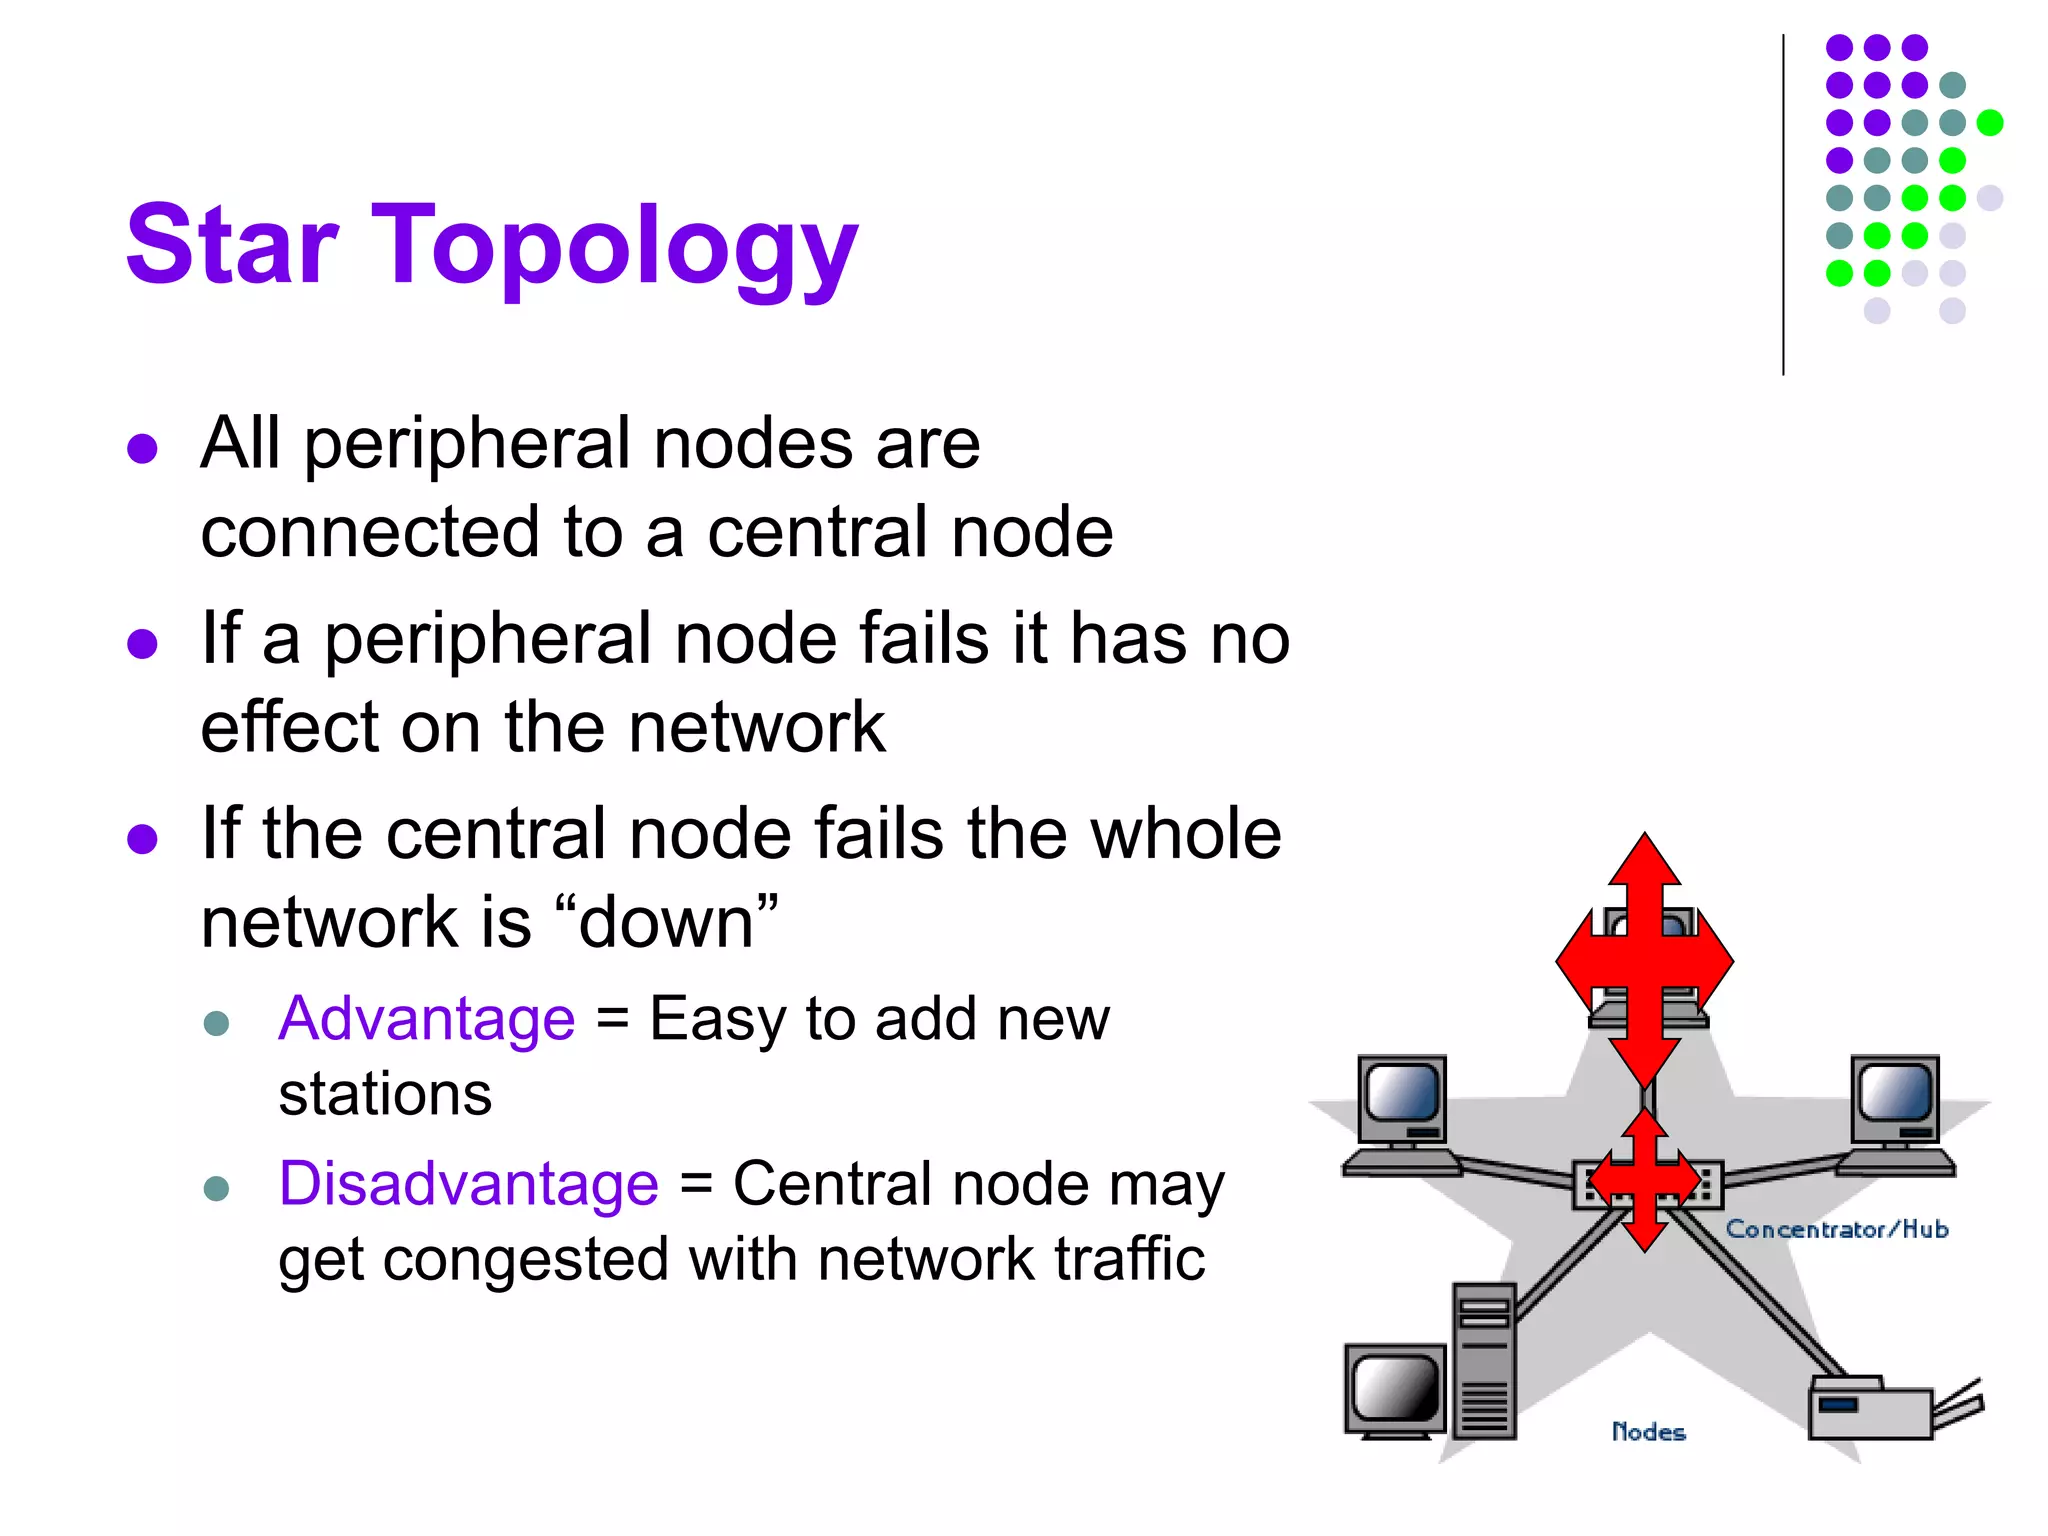 Star Topology
All peripheral nodes are
connected to a central node
If a peripheral node fails it has no
effect on the network
If the central node fails the whole
network is “down”
Advantage = Easy to add new
stations
Disadvantage = Central node may
get congested with network traffic
Concentrator/Hub
Nodes